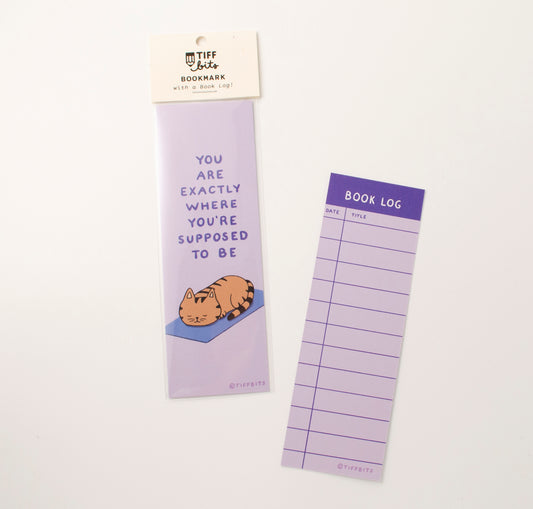 TIFF
bits
BOOKMARK
with a Book Log!
YOU
ARE
EXACTLY
WHERE
YOU'RE
SUPPOSED
TO BE
©TIFFBITS
BOOK LOG
DATE TITLE
©TIFFBITS